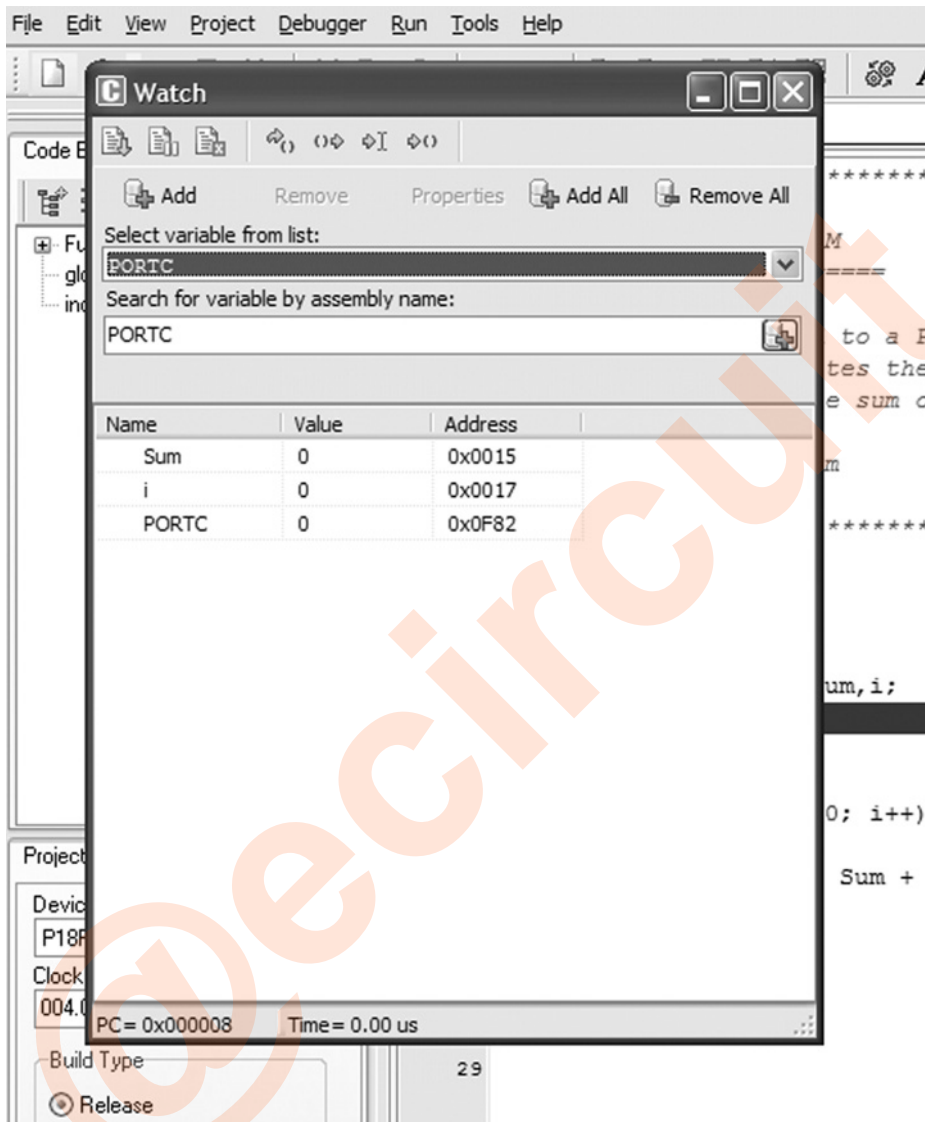 File Edit View Project Debugger Run Tools Help
C Watch
Code E
Add Remove Properties Add All Remove All
Select variable from list:
PORTC
Search for variable by assembly name:
PORTC
Name Value Address
Sum 0 0x0015
i 0 0x0017
PORTC 0 0x0F82
PC= 0x000008 Time= 0.00 us
Fu
glo
inc
*******
M
====
to a P
tes the
e sum o
m
*******
um,i;
0; i++)
Sum +
Project
Devic
P18F
Clock
004.0
Build Type
Release
29
@ecircuit